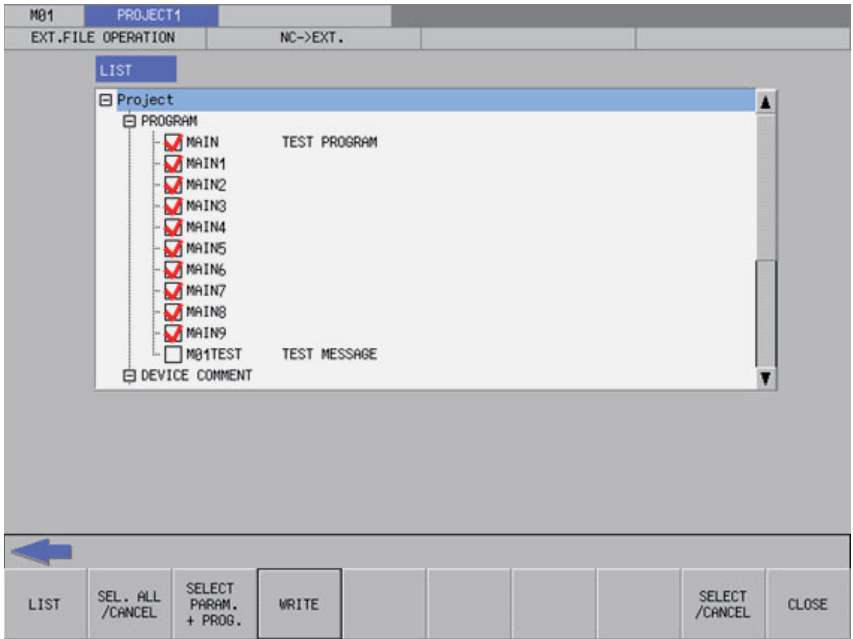 M01 PROJECT1
EXT.FILE OPERATION NC->EXT.
LIST
Project
PROGRAM
MAIN TEST PROGRAM
MAIN1
MAIN2
MAIN3
MAIN4
MAIN5
MAIN6
MAIN7
MAIN8
MAIN9
M01TEST TEST MESSAGE
DEVICE COMMENT
LIST
SEL. ALL
/CANCEL
SELECT
PARAM.
+ PROG.
WRITE
SELECT
/CANCEL
CLOSE